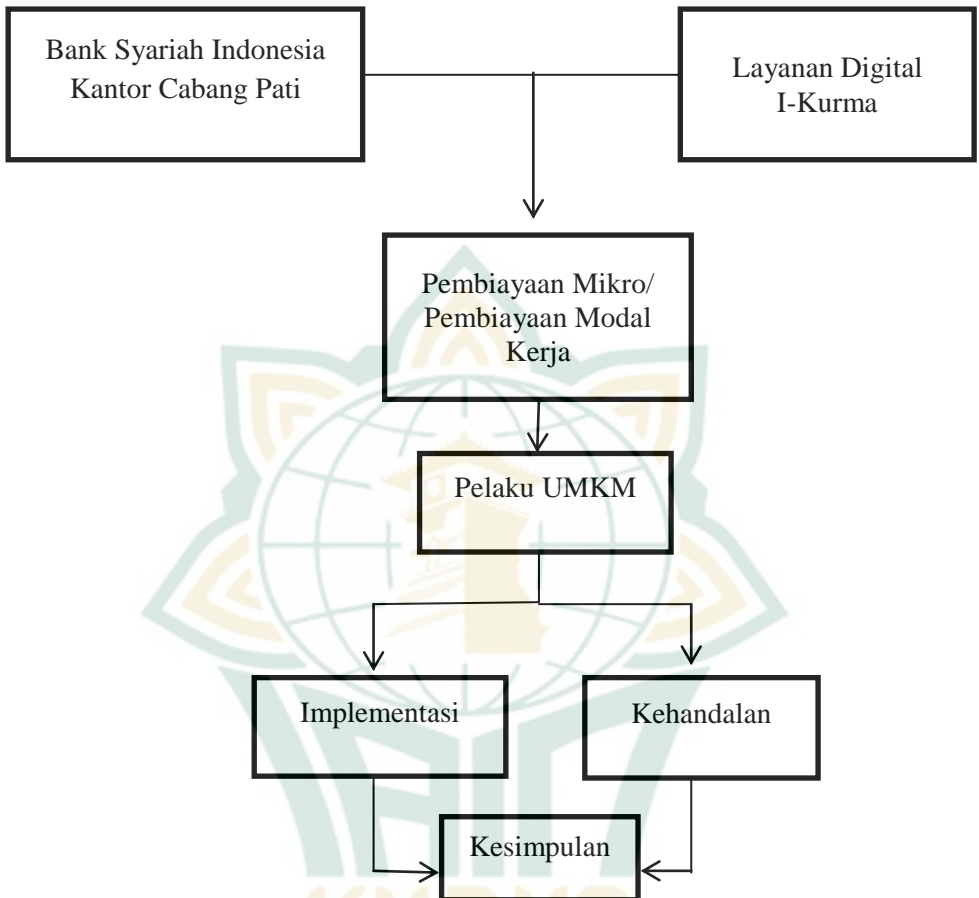 Bank Syariah Indonesia
Kantor Cabang Pati
Layanan Digital
I-Kurma
Pembiayaan Mikro/
Pembiayaan Modal
Kerja
Pelaku UMKM
Implementasi
Kehandalan
Kesimpulan